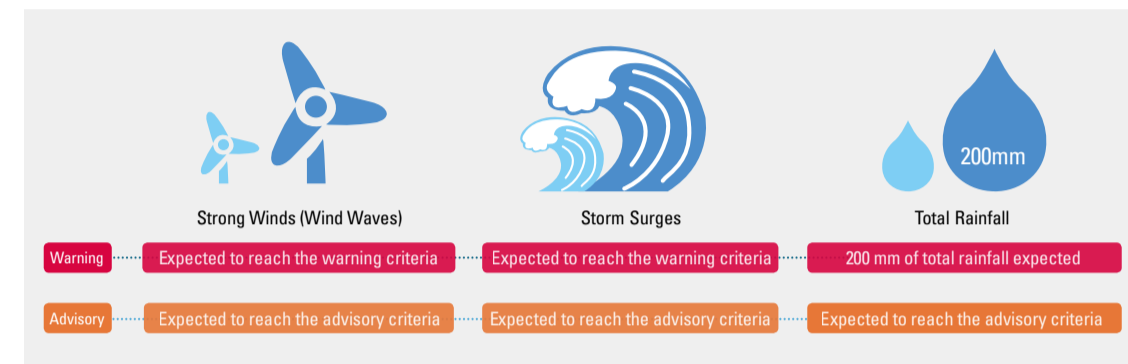 200mm
Strong Winds (Wind Waves) Storm Surges Total Rainfall
Warning Expected to reach the warning criteria Expected to reach the warning criteria 200 mm of total rainfall expected
Advisory Expected to reach the advisory criteria Expected to reach the advisory criteria Expected to reach the advisory criteria